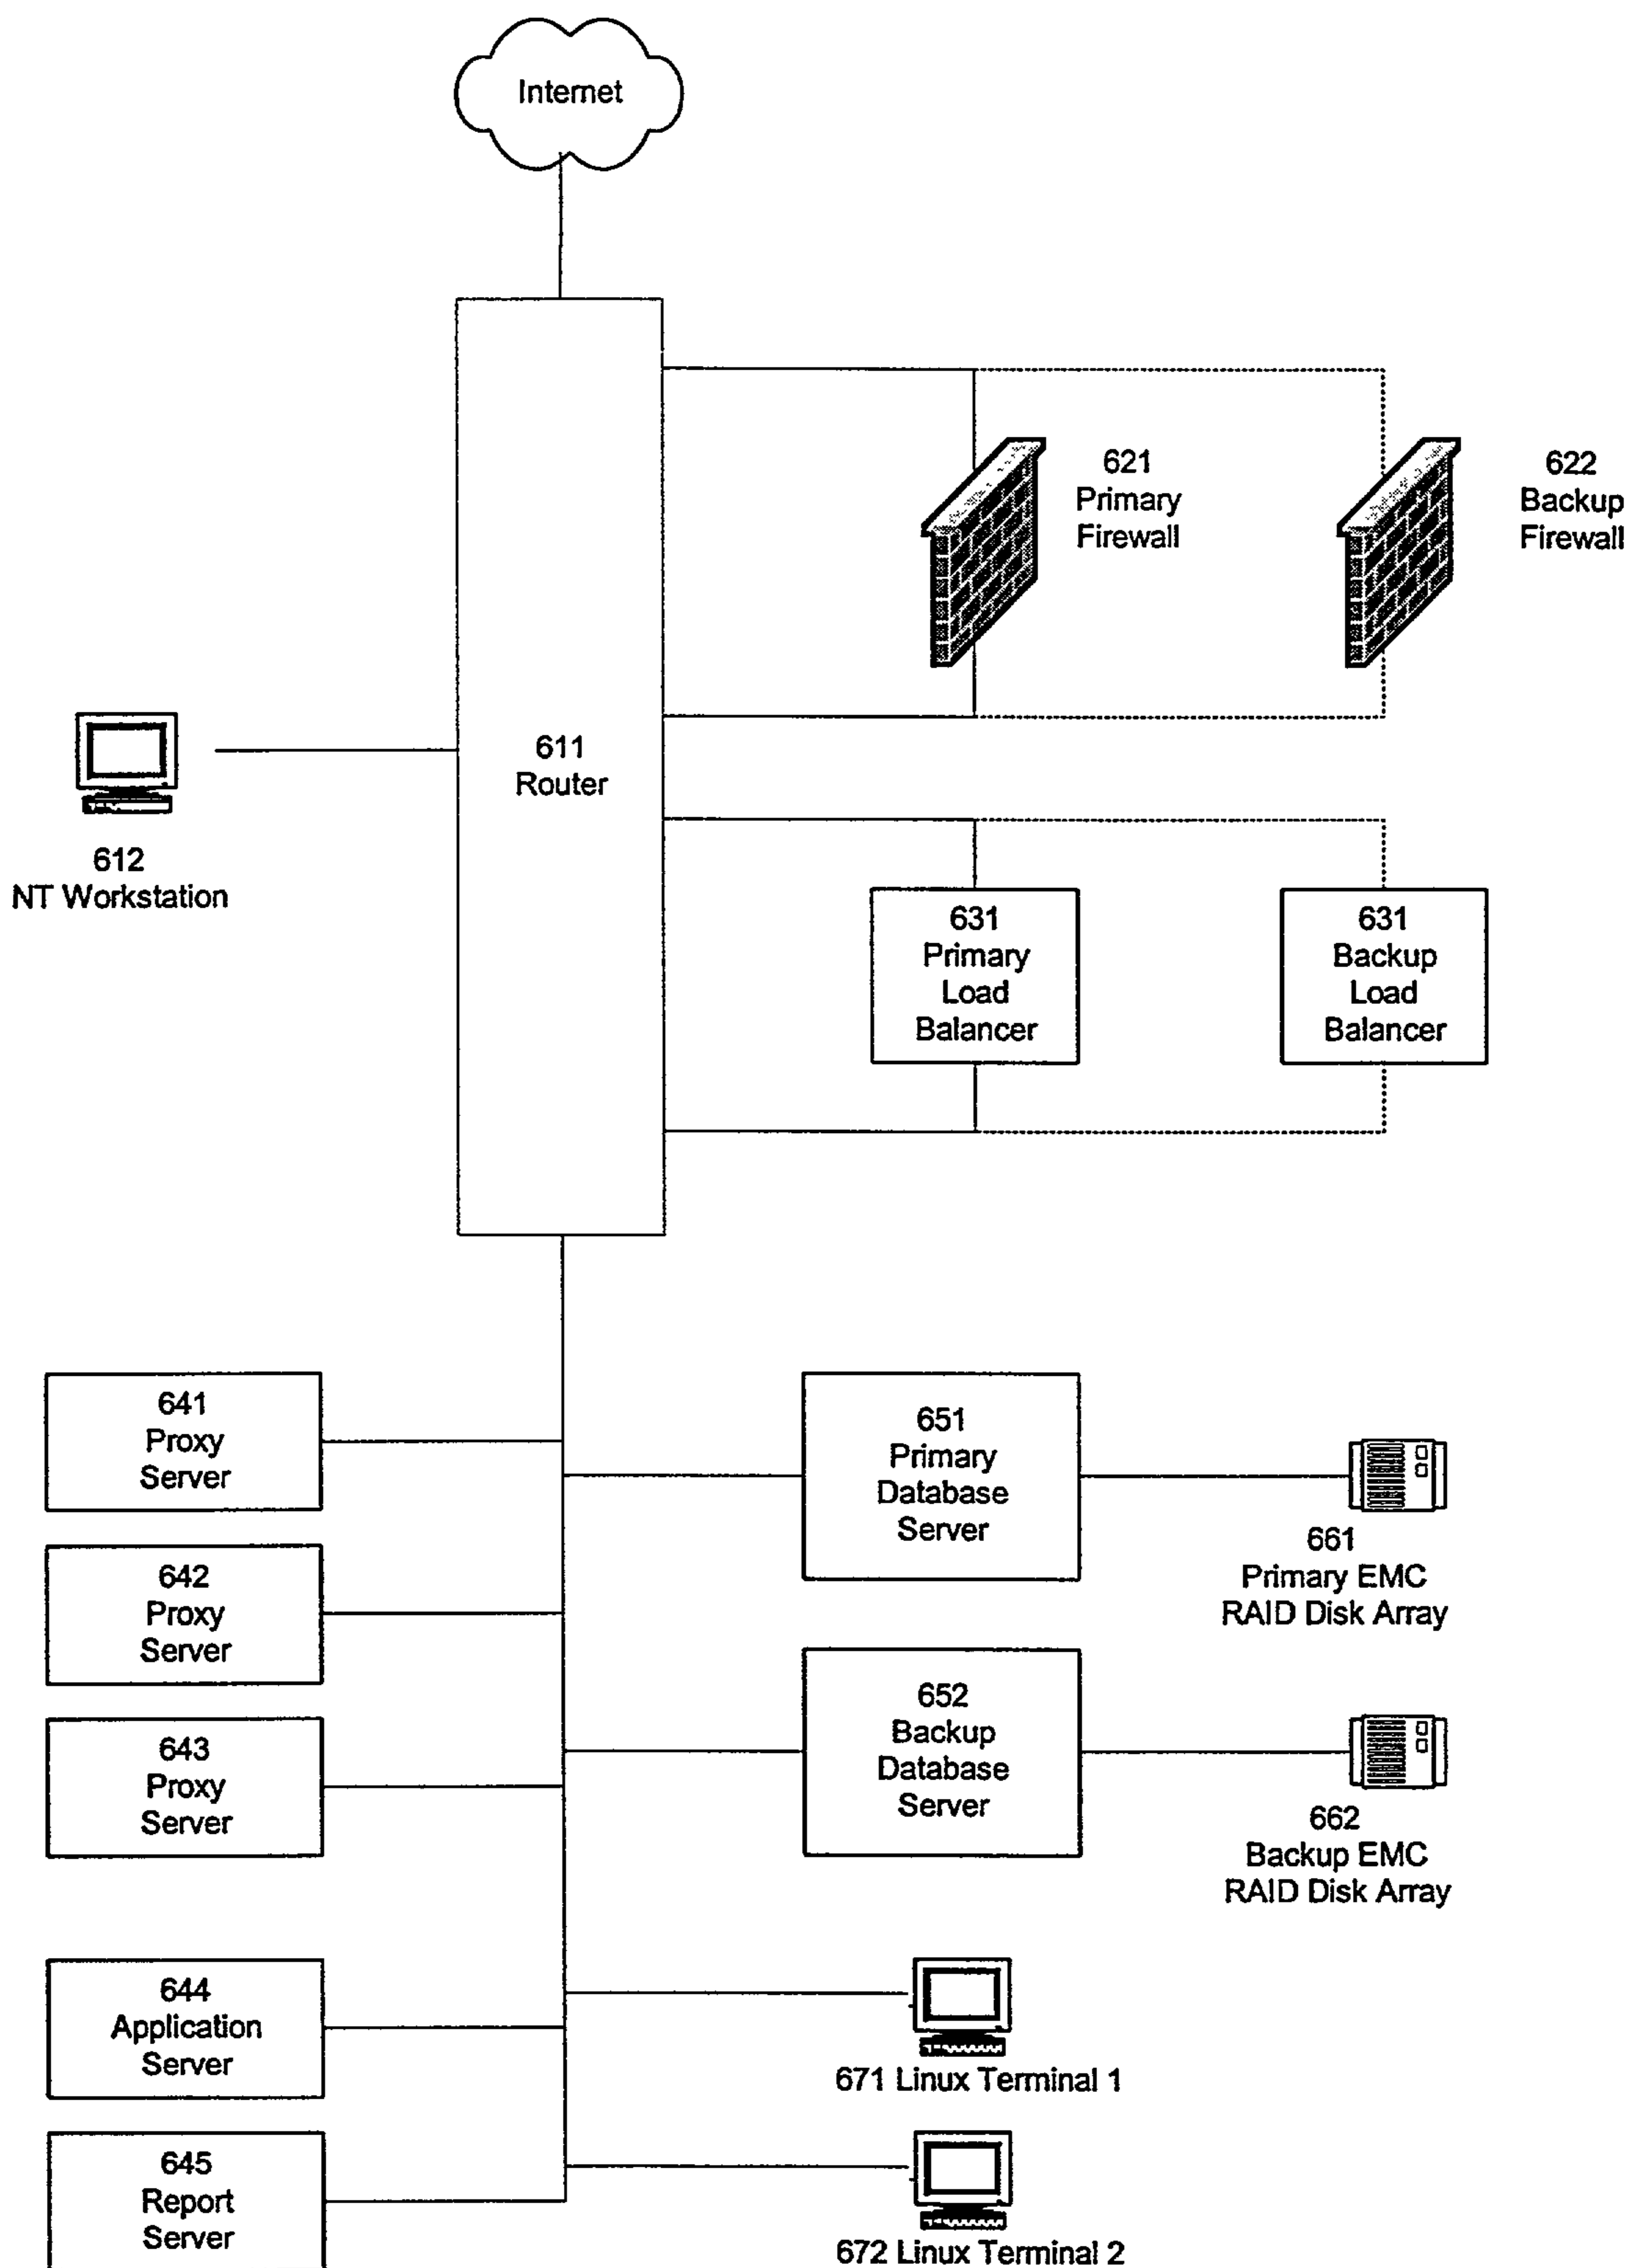 Internet
621
Primary
Firewall
622
Backup
Firewall
611
Router
612
NT Workstation
631
Primary
Load
Balancer
631
Backup
Load
Balancer
641
Proxy
Server
651
Primary
Database
Server
661
Primary EMC
RAID Disk Array
642
Proxy
Server
652
Backup
Database
Server
643
Proxy
Server
662
Backup EMC
RAID Disk Array
644
Application
Server
671 Linux Terminal 1
645
Report
Server
672 Linux Terminal 2